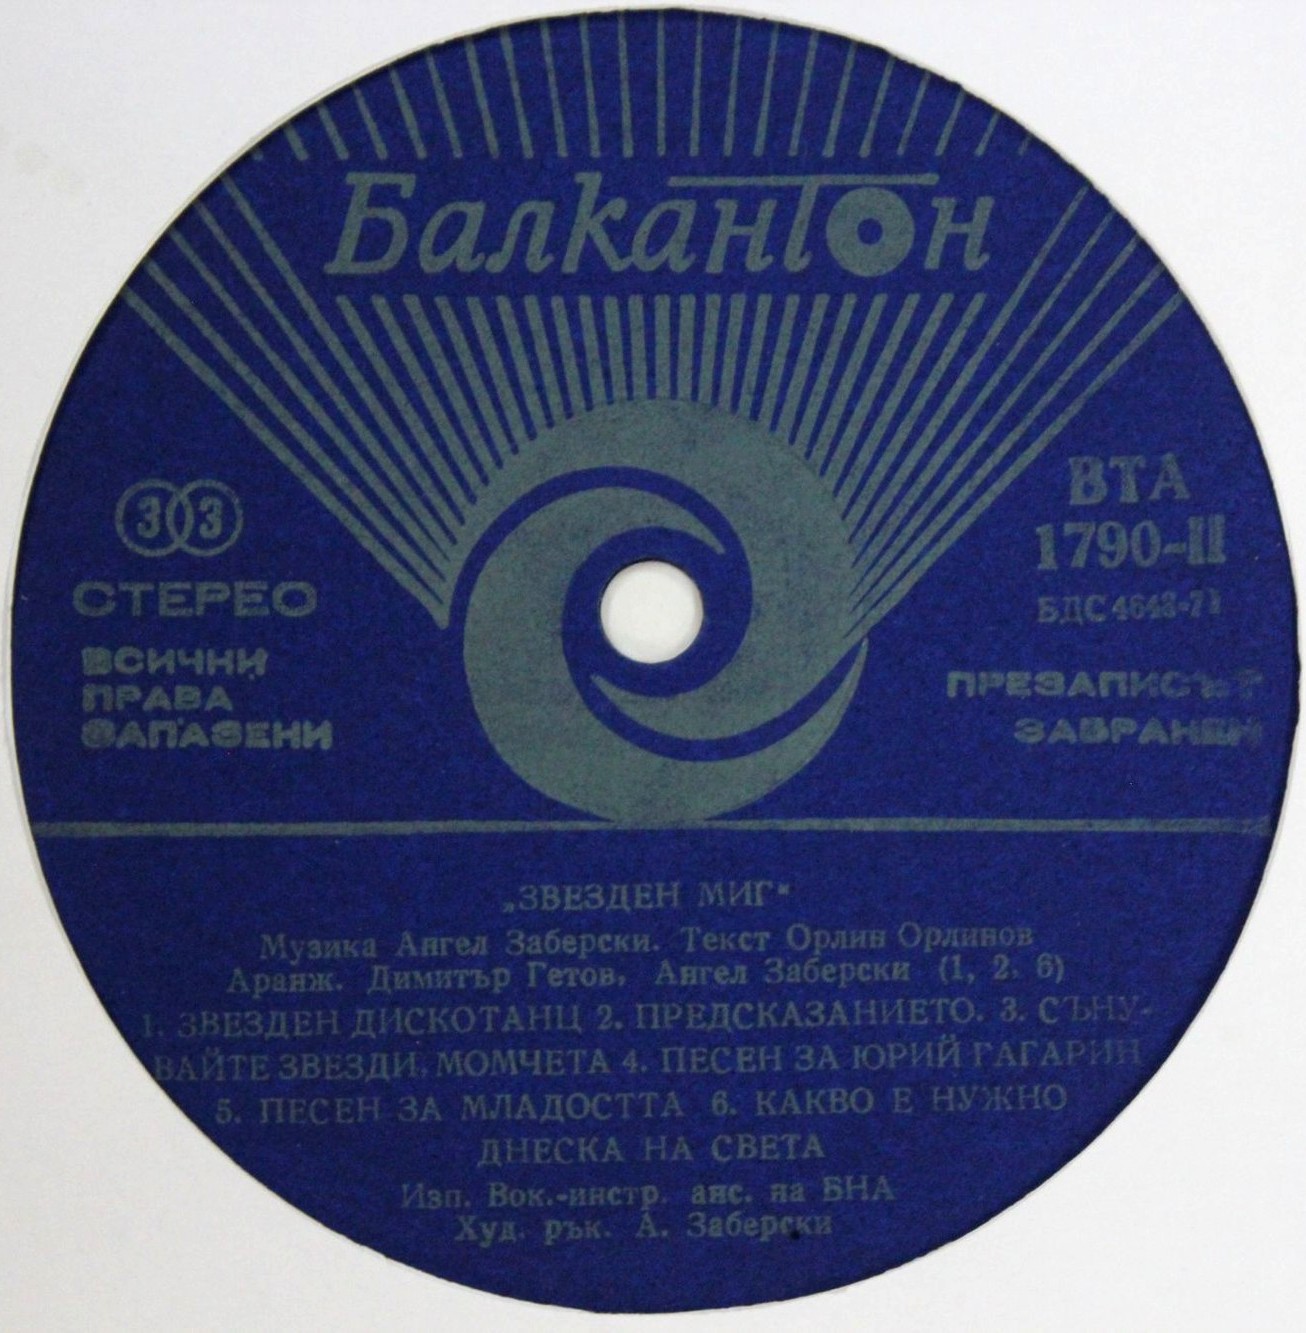 БалканТон
33
СТЕРЕО
ВСИЧНИ
ПРАВА
ЗАПАЗЕНИ
ВТА
1790-II
БДС 4643-71
ПРЕЗАПИСЪТ
ЗАБРАНЕН
„ЗВЕЗДЕН МИГ“
Музика Ангел Заберски. Текст Орлин Орлинов
Аранж. Димитър Гетов, Ангел Заберски (1, 2, 6)
1. ЗВЕЗДЕН ДИСКОТАНЦ 2. ПРЕДСКАЗАНИЕТО. 3. СЪНУ-
ВАЙТЕ ЗВЕЗДИ, МОМЧЕТА 4. ПЕСЕН ЗА ЮРИЙ ГАГАРИН
5. ПЕСЕН ЗА МЛАДОСТТА 6. КАКВО Е НУЖНО
ДНЕСКА НА СВЕТА
Изп. Вок.-инстр. анс. на БНА
Худ. рък. А. Заберски